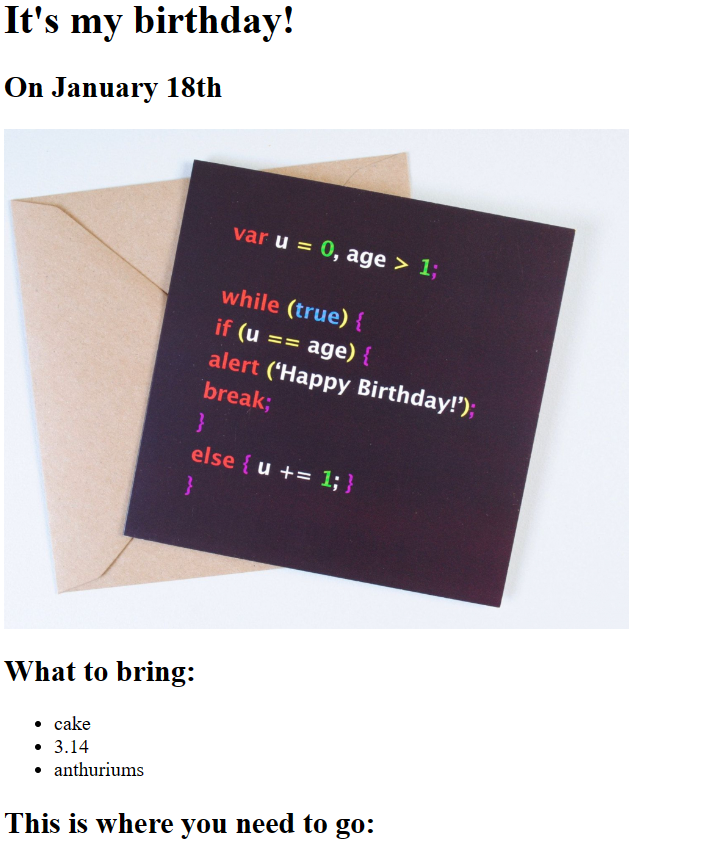 It's my birthday!
On January 18th
var u = 0, age > 1;
while (true) {
if (u == age) {
alert (‘Happy Birthday!’);
break;
}
else { u += 1; }
}
What to bring:
cake
3.14
anthuriums
This is where you need to go: